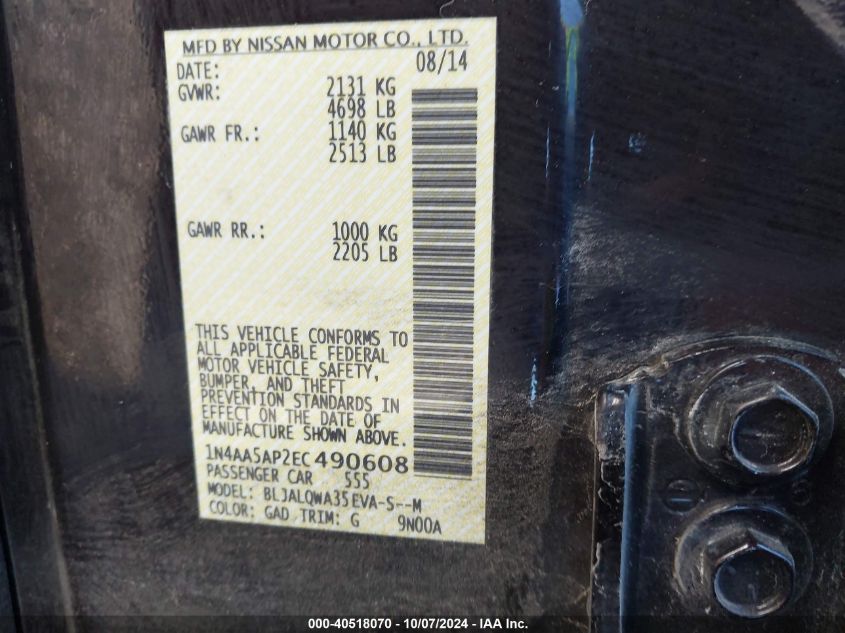 MFD BY NISSAN MOTOR CO., LTD.
DATE: 08/14
GVWR: 2131 KG
4698 LB
GAWR FR.: 1140 KG
2513 LB
GAWR RR.: 1000 KG
2205 LB
THIS VEHICLE CONFORMS TO
ALL APPLICABLE FEDERAL
MOTOR VEHICLE SAFETY,
BUMPER, AND THEFT
PREVENTION STANDARDS IN
EFFECT ON THE DATE OF
MANUFACTURE SHOWN ABOVE.
1N4AA5AP2EC490608
PASSENGER CAR 555
MODEL: BLJALQWA35EVA-S--M
COLOR: GAD TRIM: G 9N00A
000-40518070 - 10/07/2024 - IAA Inc.